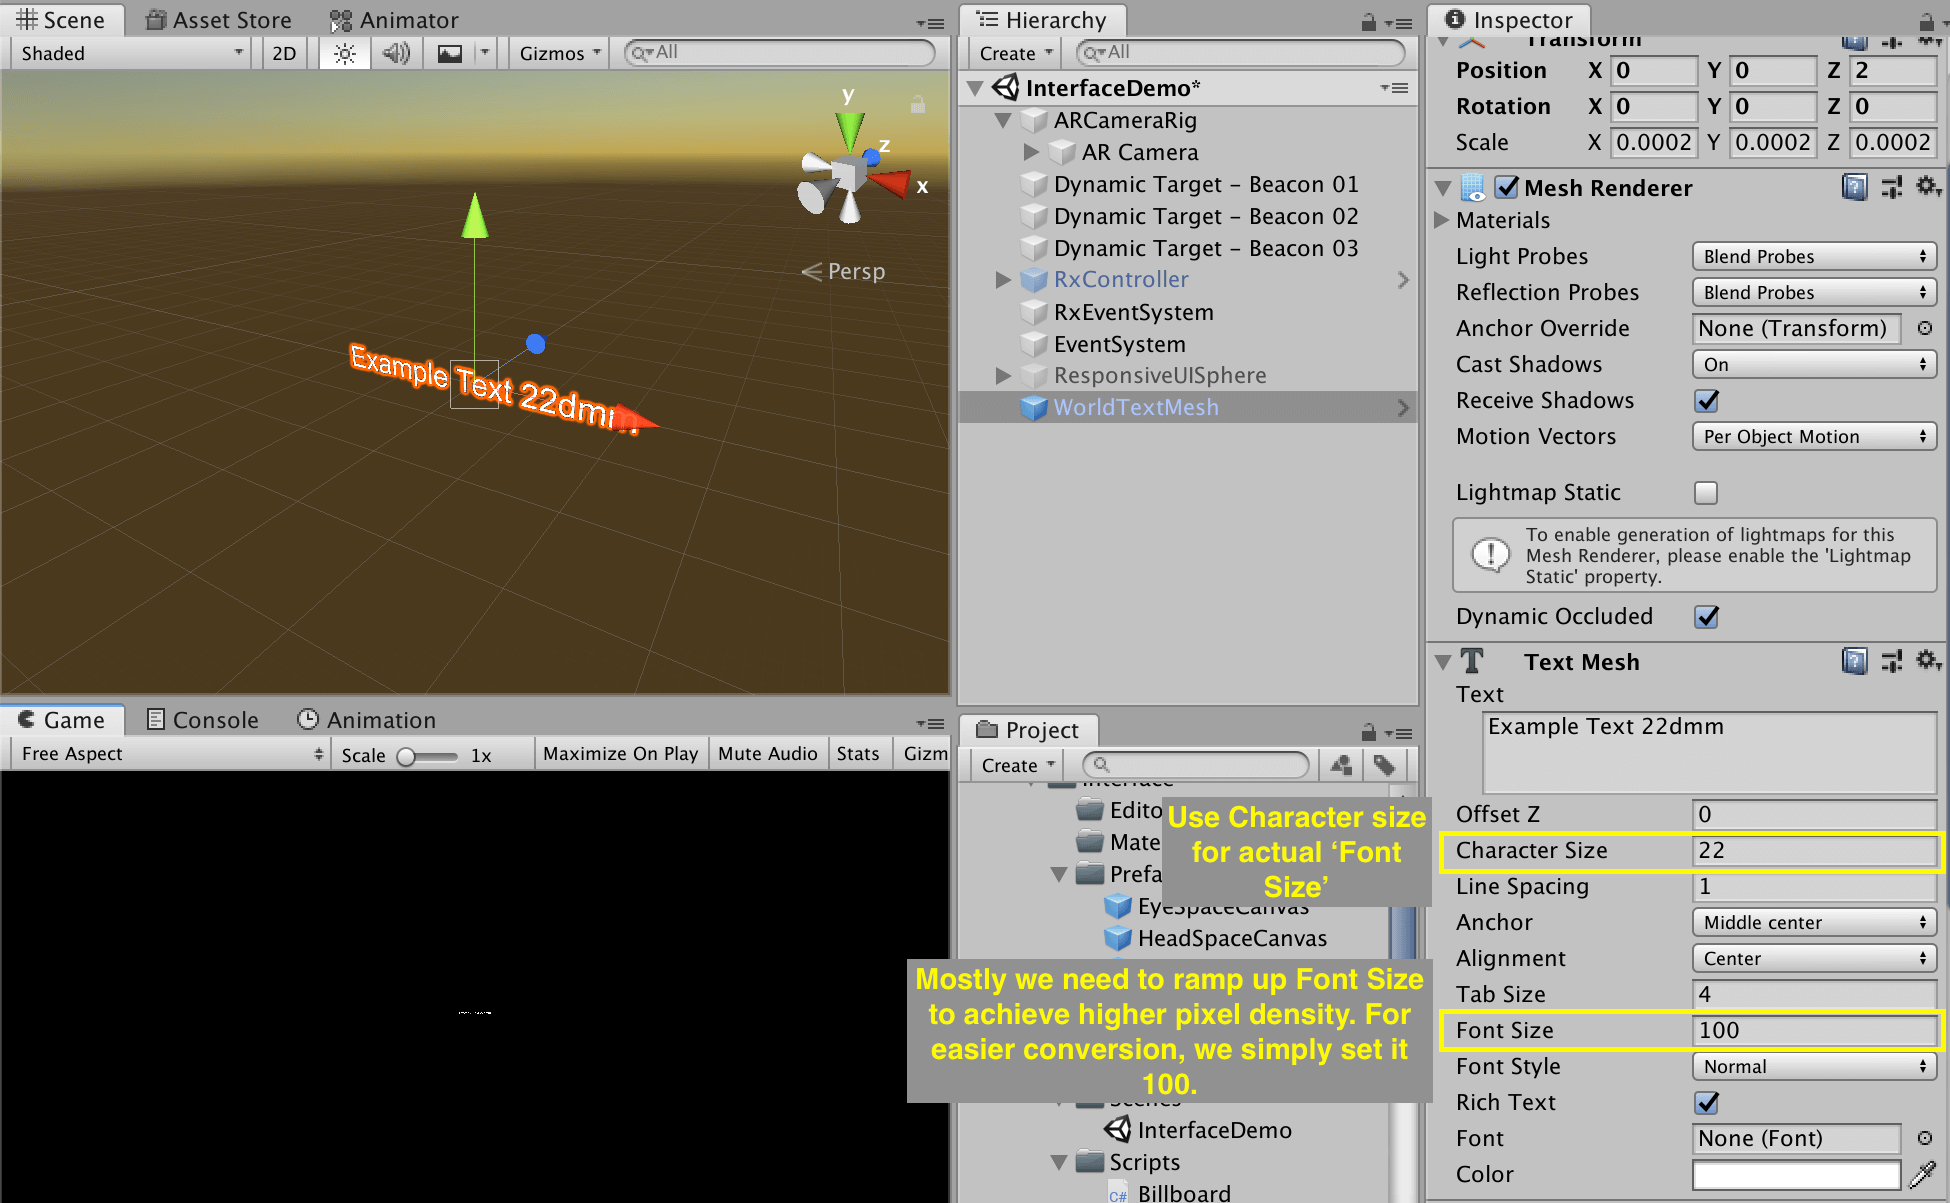 Scene
Asset Store
Animator
Shaded
2D
Gizmos
All
y
z
x
Persp
Example Text 22dmm
Game
Console
Animation
Free Aspect
Scale
1x
Maximize On Play
Mute Audio
Stats
Gizm
Hierarchy
Create
All
InterfaceDemo*
ARCameraRig
AR Camera
Dynamic Target - Beacon 01
Dynamic Target - Beacon 02
Dynamic Target - Beacon 03
RxController
RxEventSystem
EventSystem
ResponsiveUISphere
WorldTextMesh
Project
Create
Interface
Edito
Mate
Prefa
EyeSpaceCanvas
HeadSpaceCanvas
Scenes
InterfaceDemo
Scripts
C# Billboard
Use Character size
for actual ‘Font
Size’
Mostly we need to ramp up Font Size
to achieve higher pixel density. For
easier conversion, we simply set it
100.
Inspector
Transform
Position X 0 Y 0 Z 2
Rotation X 0 Y 0 Z 0
Scale X 0.0002 Y 0.0002 Z 0.0002
Mesh Renderer
Materials
Light Probes Blend Probes
Reflection Probes Blend Probes
Anchor Override None (Transform)
Cast Shadows On
Receive Shadows
Motion Vectors Per Object Motion
Lightmap Static
To enable generation of lightmaps for this
Mesh Renderer, please enable the 'Lightmap
Static' property.
Dynamic Occluded
Text Mesh
Text
Example Text 22dmm
Offset Z 0
Character Size 22
Line Spacing 1
Anchor Middle center
Alignment Center
Tab Size 4
Font Size 100
Font Style Normal
Rich Text
Font None (Font)
Color